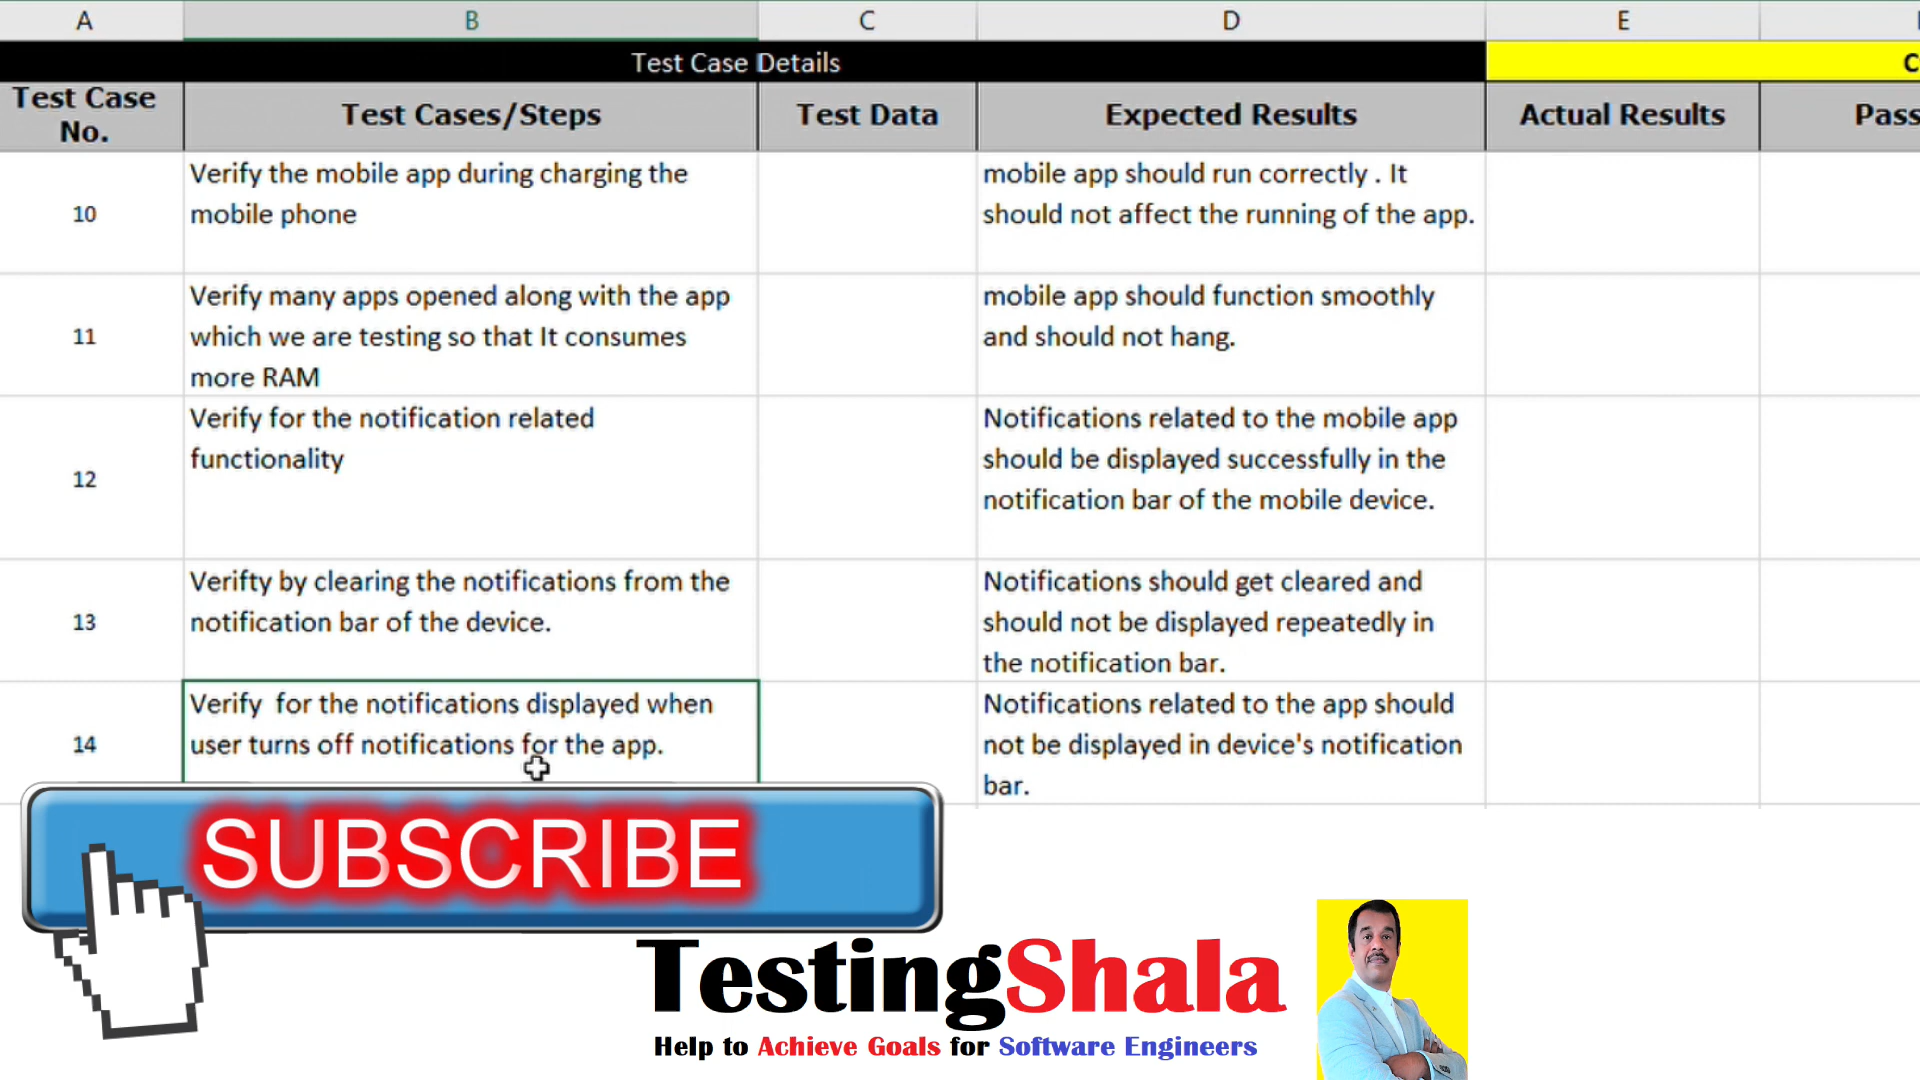 A B C D E
Test Case Details C
Test Case No. Test Cases/Steps Test Data Expected Results Actual Results Pass
10
Verify the mobile app during charging the
mobile phone
mobile app should run correctly . It
should not affect the running of the app.
11
Verify many apps opened along with the app
which we are testing so that It consumes
more RAM
mobile app should function smoothly
and should not hang.
12
Verify for the notification related
functionality
Notifications related to the mobile app
should be displayed successfully in the
notification bar of the mobile device.
13
Verifty by clearing the notifications from the
notification bar of the device.
Notifications should get cleared and
should not be displayed repeatedly in
the notification bar.
14
Verify  for the notifications displayed when
user turns off notifications for the app.
Notifications related to the app should
not be displayed in device's notification
bar.
SUBSCRIBE
TestingShala
Help to Achieve Goals for Software Engineers